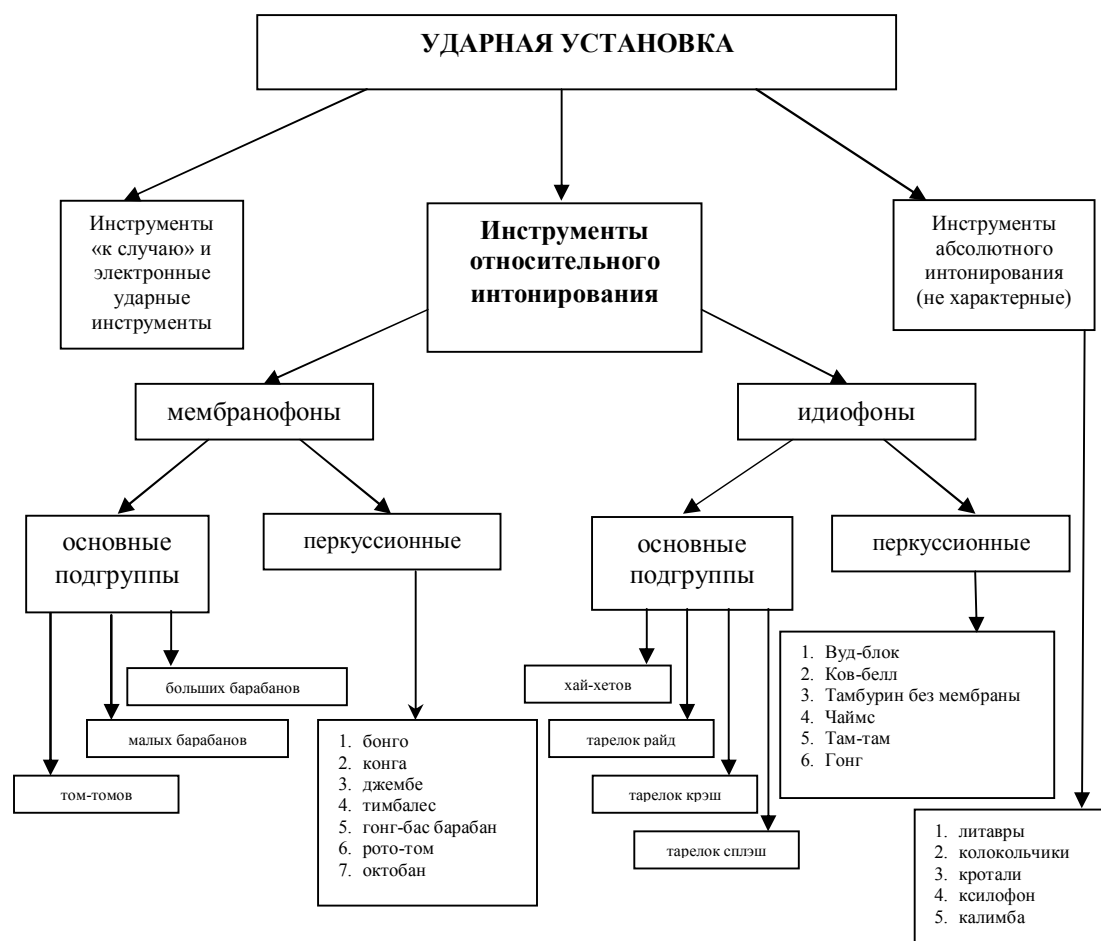 УДАРНАЯ УСТАНОВКА
Инструменты
«к случаю» и
электронные
ударные
инструменты
Инструменты
относительного
интонирования
Инструменты
абсолютного
интонирования
(не характерные)
мембранофоны
идиофоны
основные
подгруппы
перкуссионные
основные
подгруппы
перкуссионные
больших барабанов
малых барабанов
том-томов
1. бонго
2. конга
3. джембе
4. тимбалес
5. гонг-бас барабан
6. рото-том
7. октобан
хай-хетов
тарелок райд
тарелок крэш
тарелок сплэш
1. Вуд-блок
2. Ков-белл
3. Тамбурин без мембраны
4. Чаймс
5. Там-там
6. Гонг
1. литавры
2. колокольчики
3. кротали
4. ксилофон
5. калимба